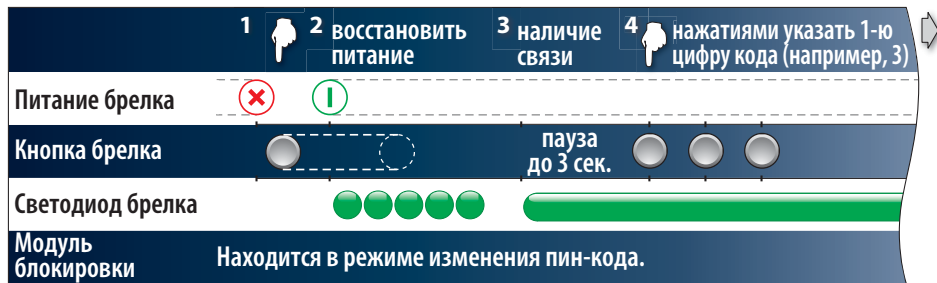 1
2 восстановить
питание
3 наличие
связи
4 нажатиями указать 1-ю
цифру кода (например, 3)
Питание брелка
Кнопка брелка
пауза
до 3 сек.
Светодиод брелка
Модуль
блокировки
Находится в режиме изменения пин-кода.